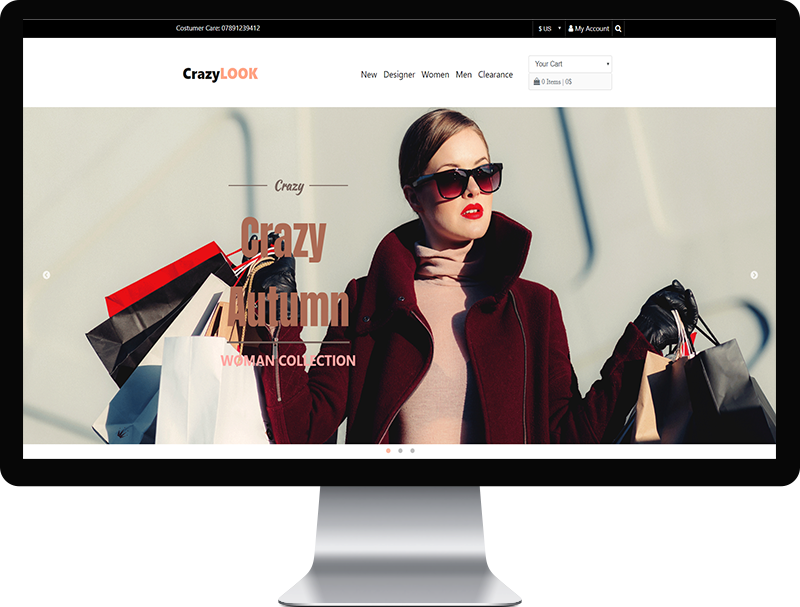 Costumer Care: 07891239412
$ US
My Account
CrazyLOOK
New Designer Women Men Clearance
Your Cart
0 Items | 0$
Crazy
Crazy
Autumn
WOMAN COLLECTION